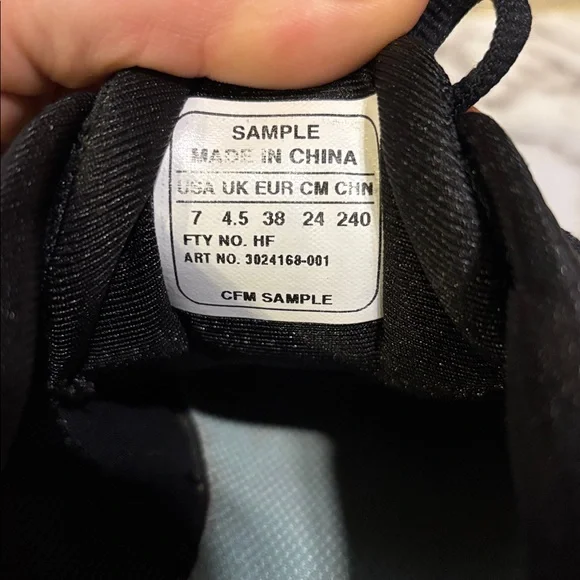 SAMPLE
MADE IN CHINA
USA UK EUR CM CHN
7 4.5 38 24 240
FTY NO. HF
ART NO. 3024168-001
CFM SAMPLE